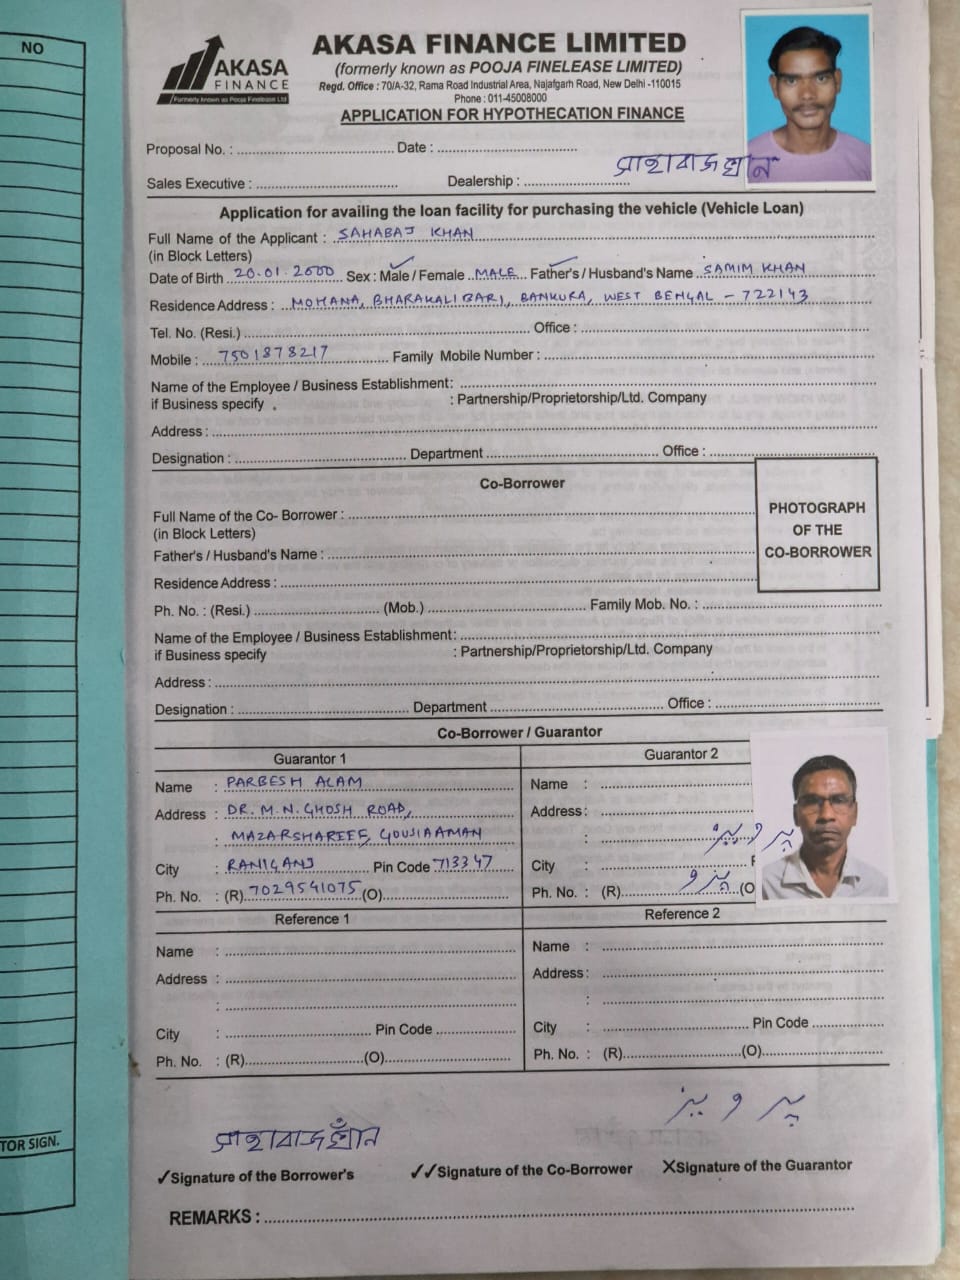 NO
AKASA
FINANCE
Formerly known as Pooja Finelease Ltd
AKASA FINANCE LIMITED
(formerly known as POOJA FINELEASE LIMITED)
Regd. Office : 70/A-32, Rama Road Industrial Area, Najafgarh Road, New Delhi -110015
Phone : 011-45008000
APPLICATION FOR HYPOTHECATION FINANCE
Proposal No. : Date :
সাহাবাজ খান
Sales Executive : Dealership :
Application for availing the loan facility for purchasing the vehicle (Vehicle Loan)
Full Name of the Applicant : SAHABAJ KHAN
(in Block Letters)
Date of Birth 20.01.2000 Sex : Male / Female MALE Father's / Husband's Name SAMIM KHAN
Residence Address : MOHANA, BHARAKALIBARI, BANKURA, WEST BENGAL - 722143
Tel. No. (Resi.) Office :
Mobile : 7501878217 Family Mobile Number :
Name of the Employee / Business Establishment:
if Business specify : Partnership/Proprietorship/Ltd. Company
Address :
Designation : Department Office :
Co-Borrower
PHOTOGRAPH
OF THE
CO-BORROWER
Full Name of the Co- Borrower :
(in Block Letters)
Father's / Husband's Name :
Residence Address :
Ph. No. : (Resi.) (Mob.) Family Mob. No. :
Name of the Employee / Business Establishment:
if Business specify : Partnership/Proprietorship/Ltd. Company
Address :
Designation : Department Office :
Co-Borrower / Guarantor
Guarantor 1
Name : PARBESH ALAM
Address : DR. M.N. GHOSH ROAD,
: MAZARSHARIEF, GOUSIAAMAN
City : RANIGANJ Pin Code 713347
Ph. No. : (R) 7029541075 (O)
Guarantor 2
Name :
Address :
:
پرویز
City :
Ph. No. : (R) (O
Reference 1
Name :
Address :
:
City : Pin Code
Ph. No. : (R) (O)
Reference 2
Name :
Address :
:
City : Pin Code
Ph. No. : (R) (O)
TOR SIGN.
সাহাবাজ খাঁন
پرویز
✓Signature of the Borrower's
✓✓Signature of the Co-Borrower
XSignature of the Guarantor
REMARKS :